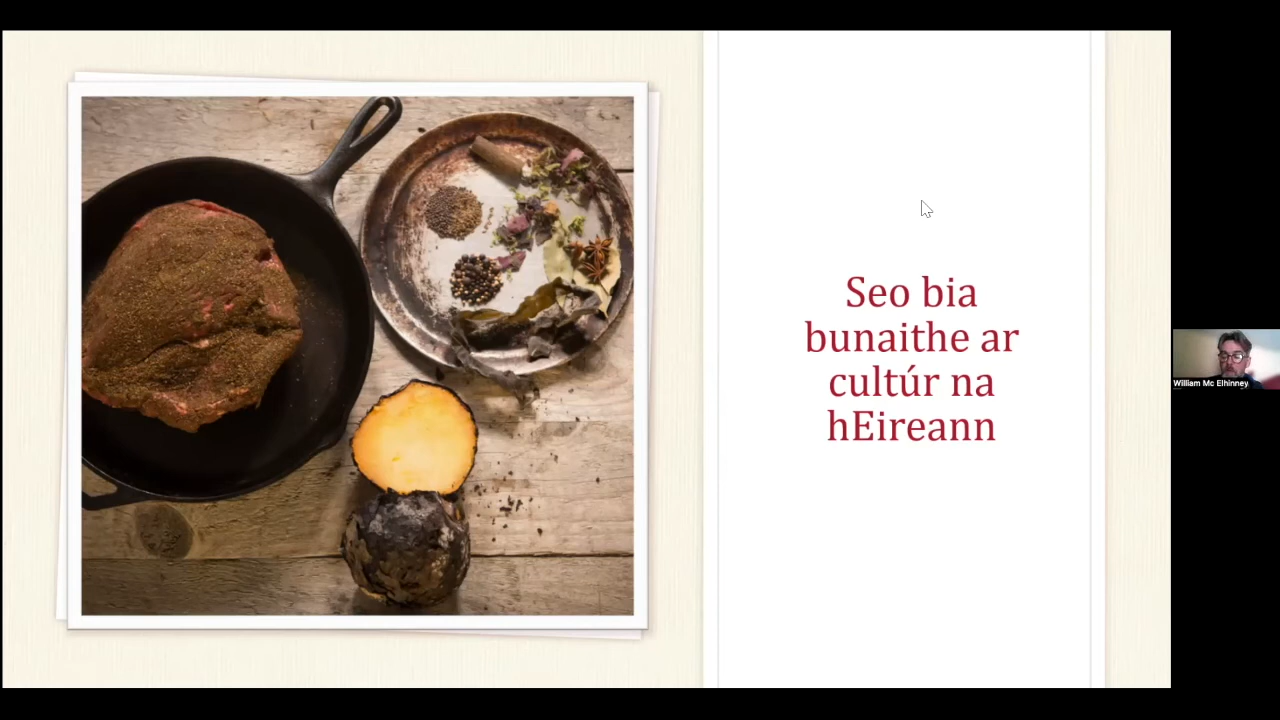 Seo bia
bunaithe ar
cultúr na
hEireann
William Mc Elhinney